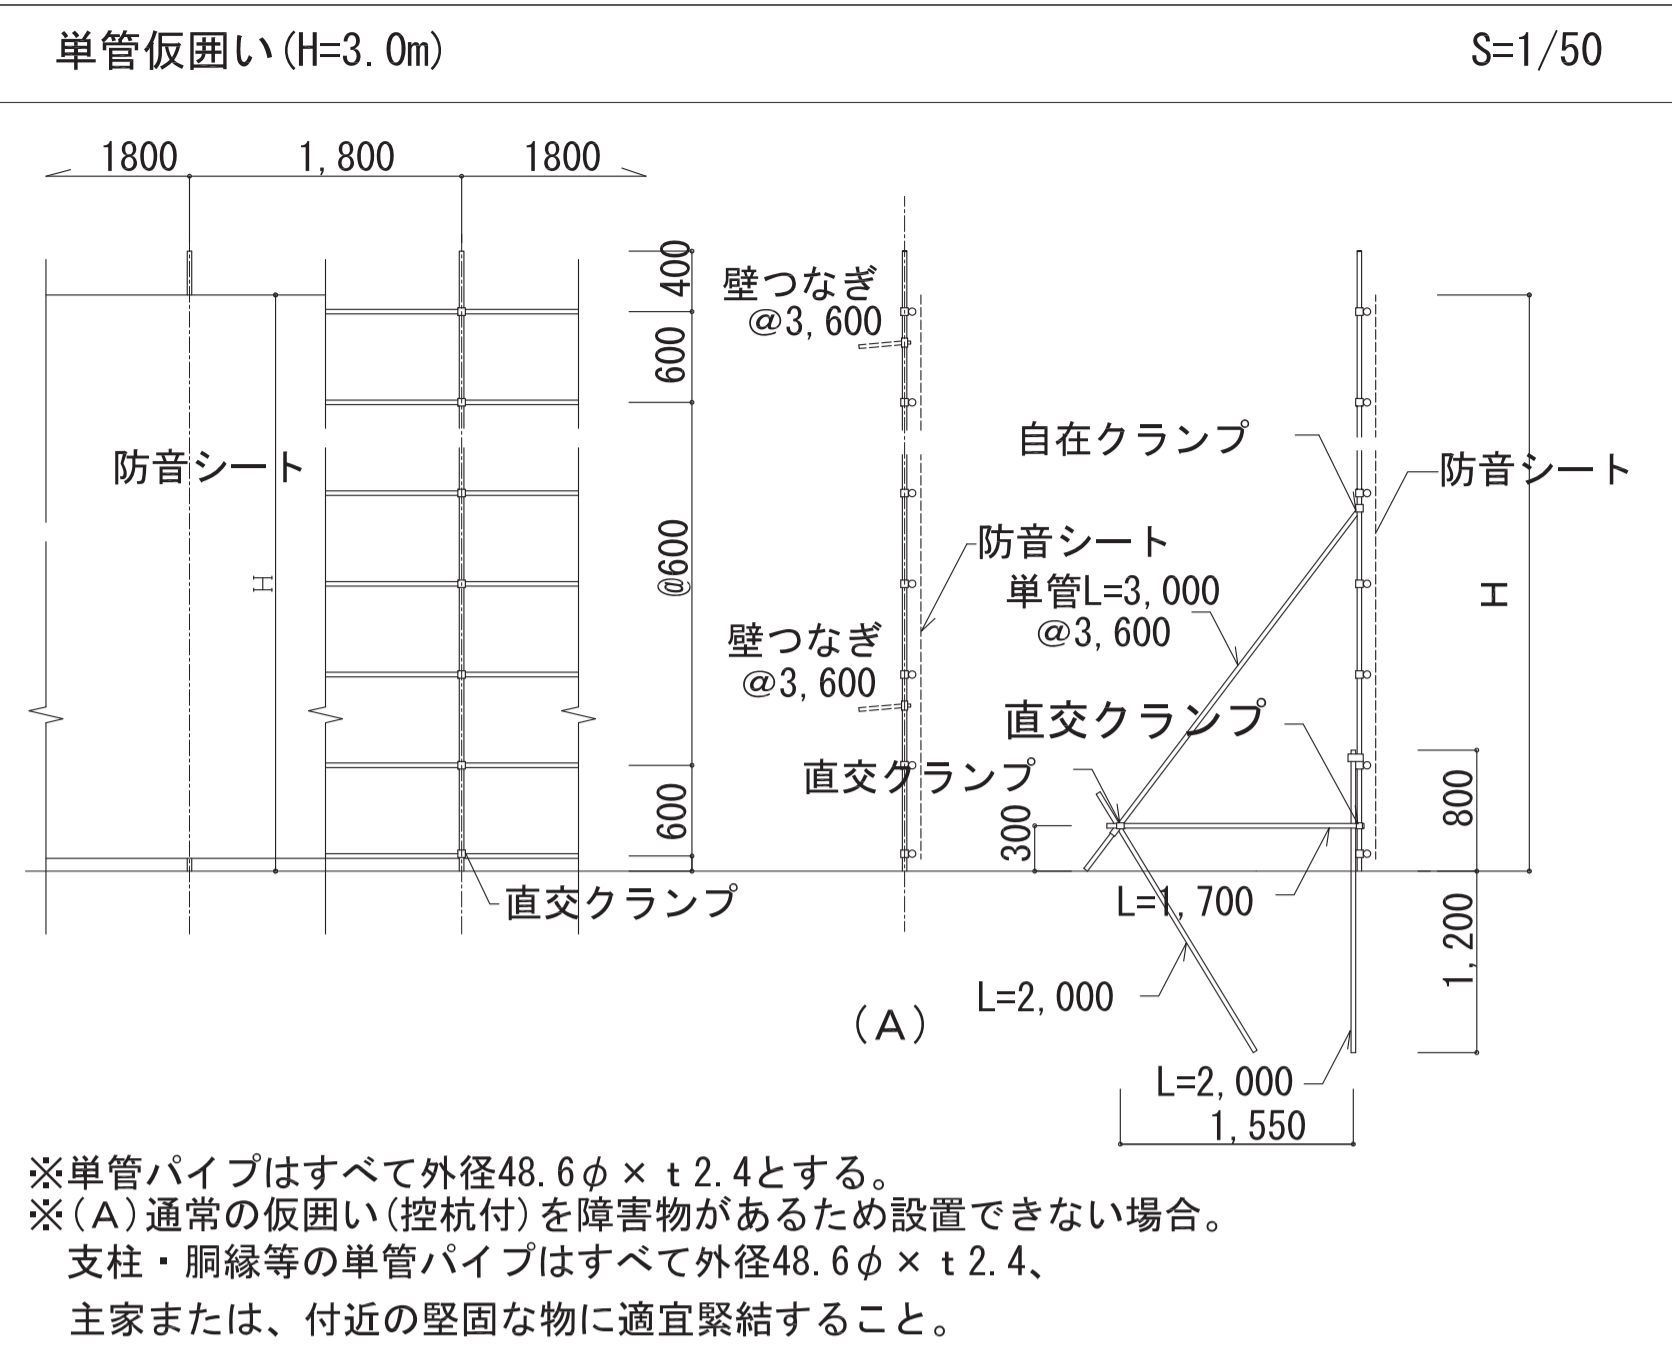 単管仮囲い(H=3.0m)
S=1/50
1800
1,800
1800
400
600
@600
600
防音シート
H
直交クランプ
壁つなぎ
@3,600
防音シート
壁つなぎ
@3,600
(A)
自在クランプ
防音シート
単管L=3,000
@3,600
直交クランプ
直交クランプ
300
L=1,700
L=2,000
L=2,000
1,550
H
800
1,200
※単管パイプはすべて外径48.6φ×ｔ2.4とする。
※(A)通常の仮囲い(控杭付)を障害物があるため設置できない場合。
支柱・胴縁等の単管パイプはすべて外径48.6φ×ｔ2.4、
主家または、付近の堅固な物に適宜緊結すること。